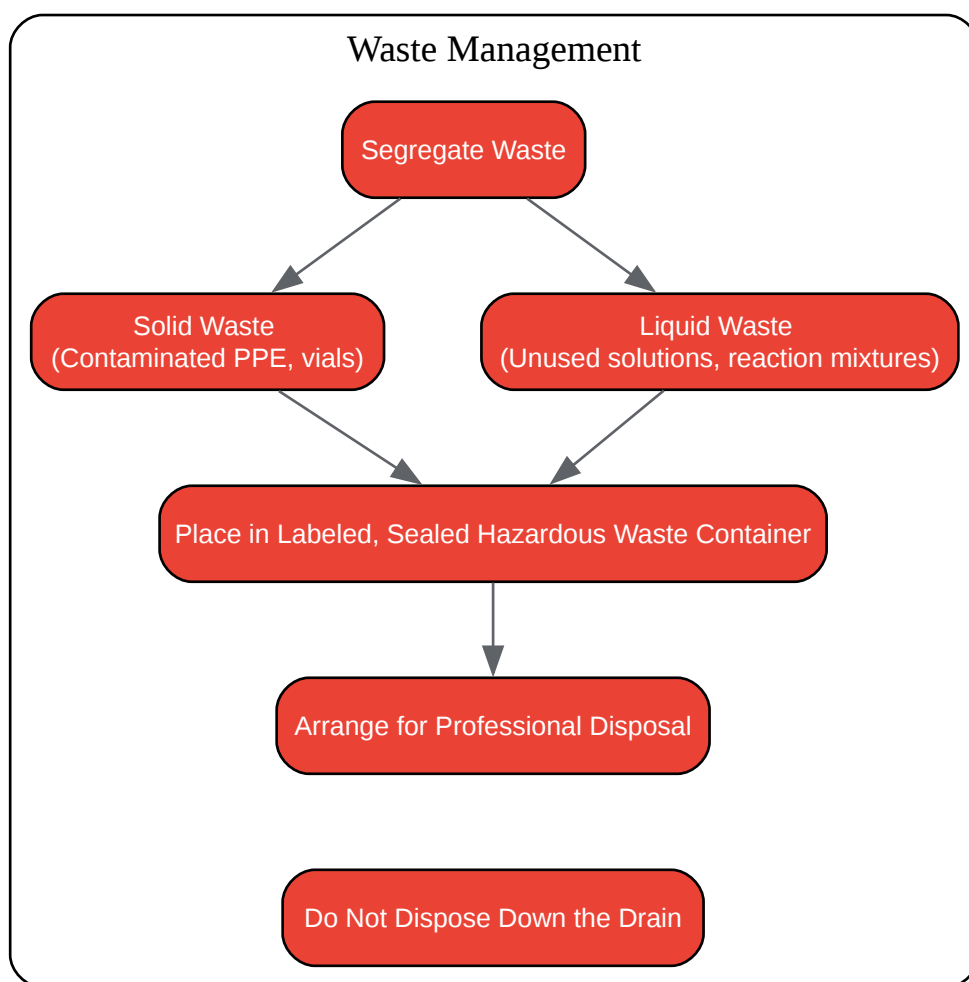 Waste Management
Segregate Waste
Solid Waste
(Contaminated PPE, vials)
Liquid Waste
(Unused solutions, reaction mixtures)
Place in Labeled, Sealed Hazardous Waste Container
Arrange for Professional Disposal
Do Not Dispose Down the Drain